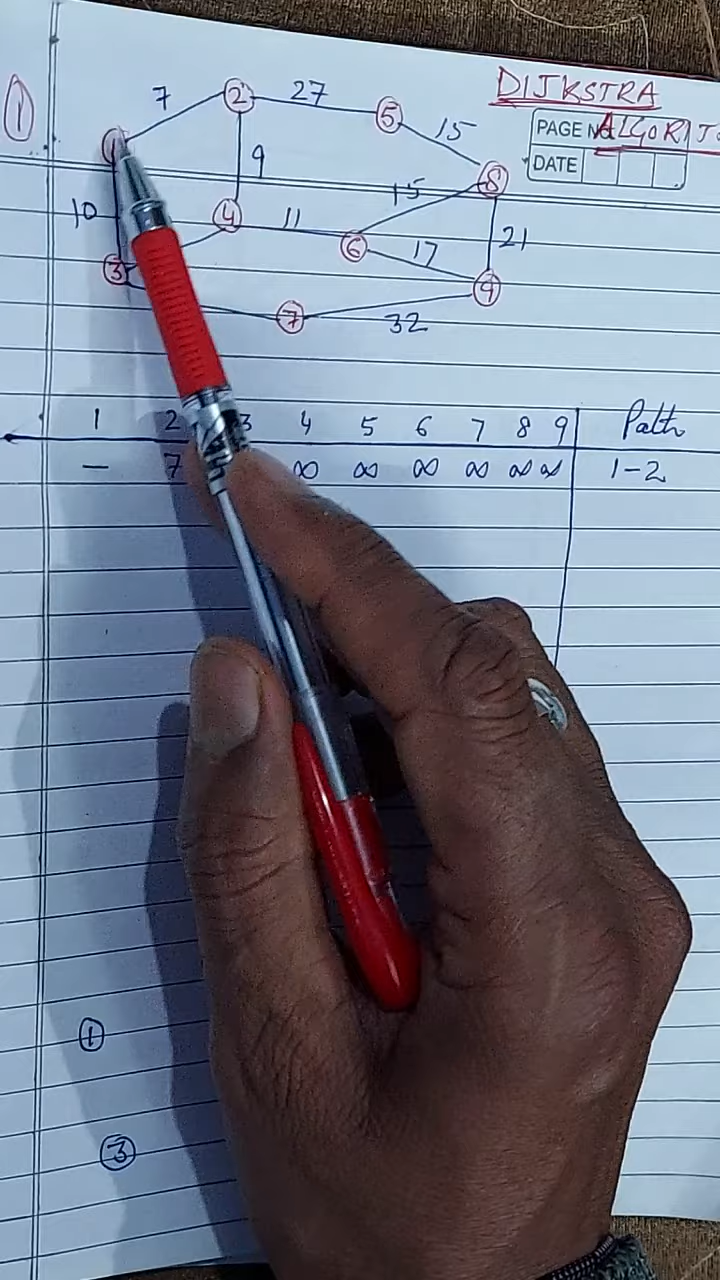 DIJKSTRA
① 7 ② 27 ⑤ 15 PAGE No. ALGORIT
DATE
9 15 ⑧
10 ④ 11 ⑥ 17 21
③ ⑨
⑦ 32
1 2 3 4 5 6 7 8 9 Path
— 7 ∞ ∞ ∞ ∞ ∞ ∞ 1-2
①
③